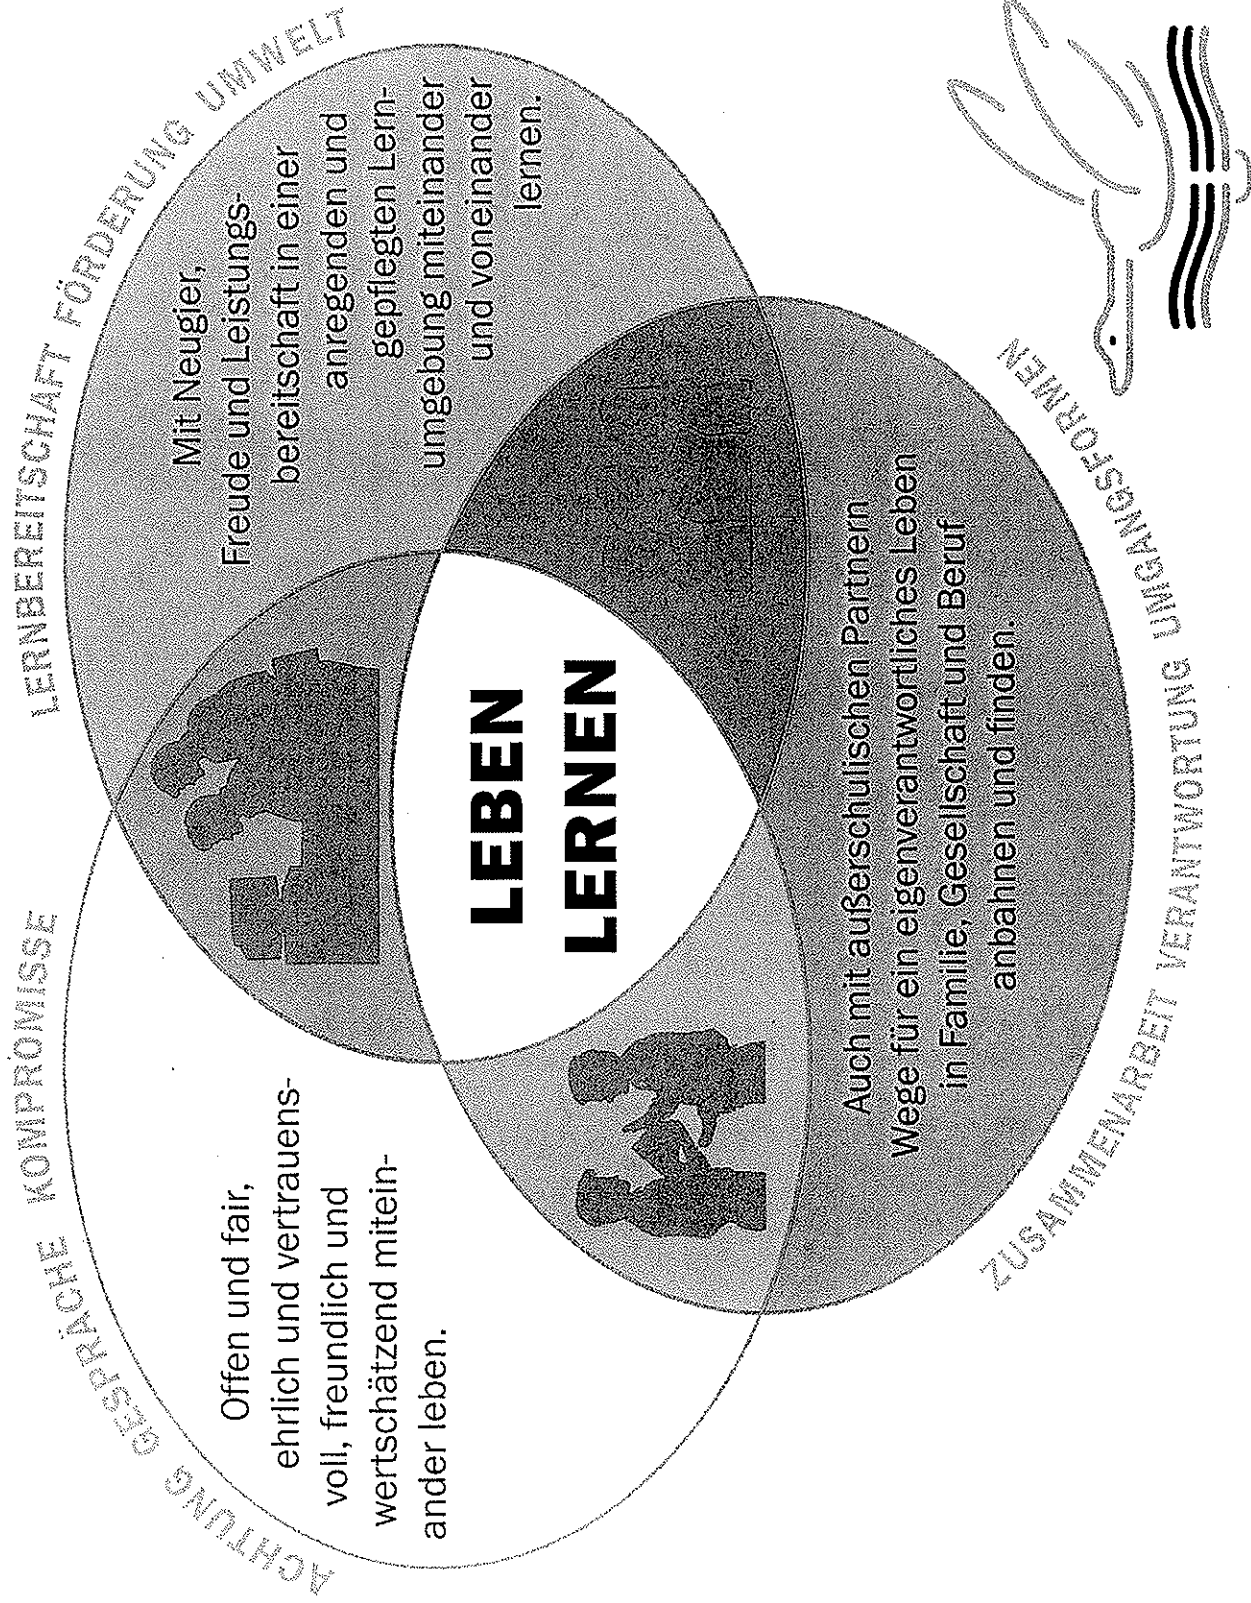 ACHTUNG GESPRÄCHE KOMPROMISSE
LERNBEREITSCHAFT FÖRDERUNG UMWELT
Offen und fair,
ehrlich und vertrauens-
voll, freundlich und
wertschätzend mitein-
ander leben.
Mit Neugier,
Freude und Leistungs-
bereitschaft in einer
anregenden und
gepflegten Lern-
umgebung miteinander
und voneinander
lernen.
LEBEN
LERNEN
Auch mit außerschulischen Partnern
Wege für ein eigenverantwortliches Leben
in Familie, Gesellschaft und Beruf
anbahnen und finden.
ZUSAMMENARBEIT VERANTWORTUNG UMGANGSFORMEN